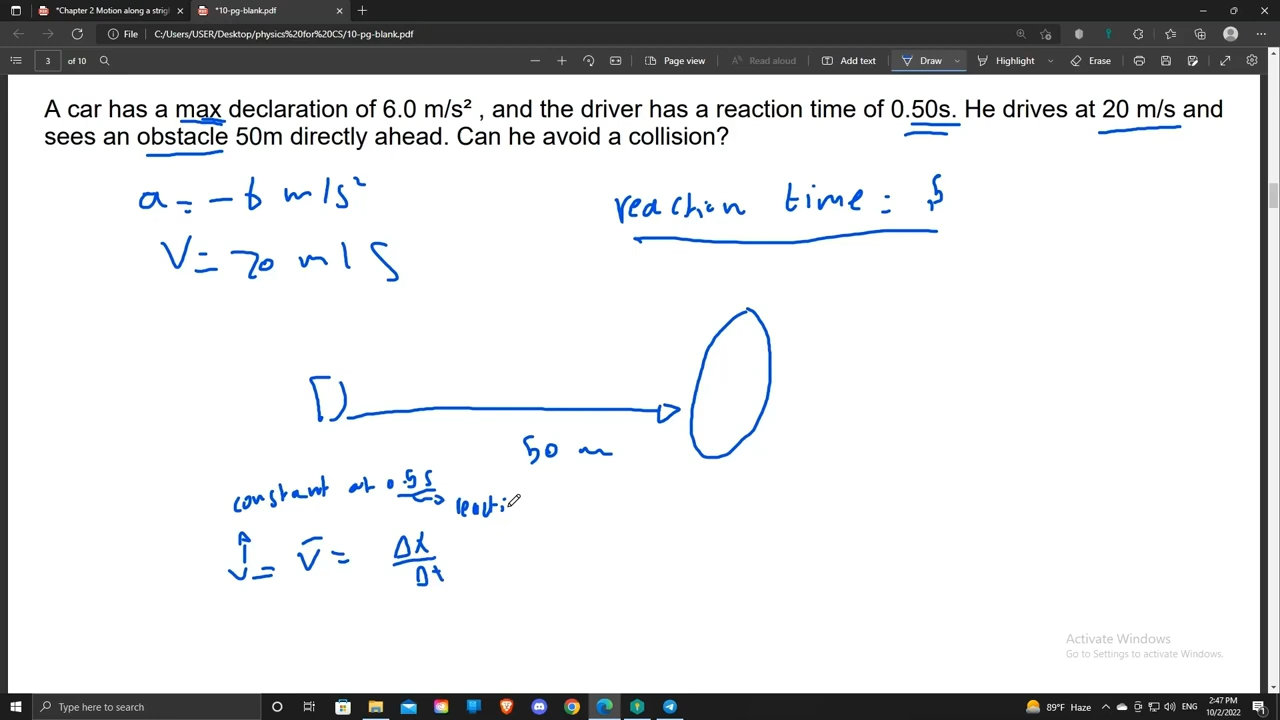 *Chapter 2 Motion along a strigh
*10-pg-blank.pdf
File C:/Users/USER/Desktop/physics%20for%20CS/10-pg-blank.pdf
3 of 10 Page view Read aloud Add text Draw Highlight Erase
A car has a max declaration of 6.0 m/s² , and the driver has a reaction time of 0.50s. He drives at 20 m/s and
sees an obstacle 50m directly ahead. Can he avoid a collision?
a = - 6 m/s²
reaction time = .5
V = 20 m/s
50 m
constant at 0.5s
reacti
V = V̄ = Δx/Δt
Activate Windows
Go to Settings to activate Windows.
Type here to search
89°F Haze
2:47 PM
10/2/2022